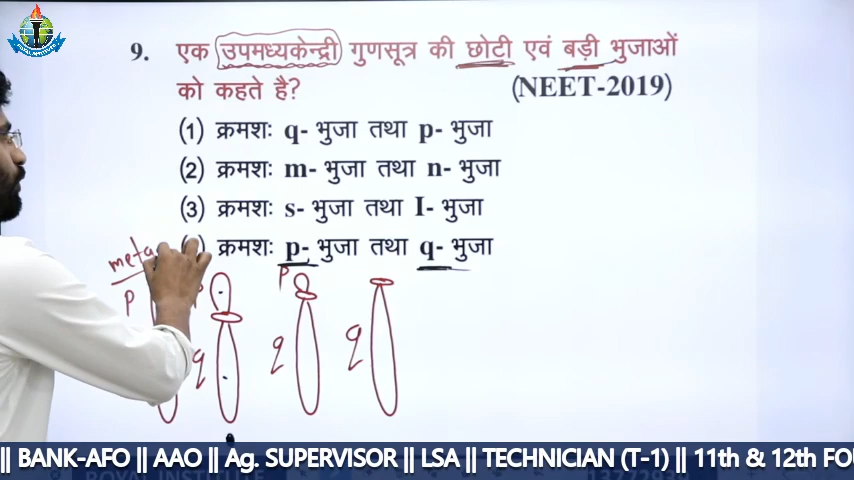 9. एक उपमध्यकेन्द्री गुणसूत्र की छोटी एवं बड़ी भुजाओं
को कहते है?
(NEET-2019)
(1) क्रमशः q- भुजा तथा p- भुजा
(2) क्रमशः m- भुजा तथा n- भुजा
(3) क्रमशः s- भुजा तथा I- भुजा
क्रमशः p- भुजा तथा q- भुजा
meta
P
P
q
q
q
|| BANK-AFO || AAO || Ag. SUPERVISOR || LSA || TECHNICIAN (T-1) || 11th & 12th FO